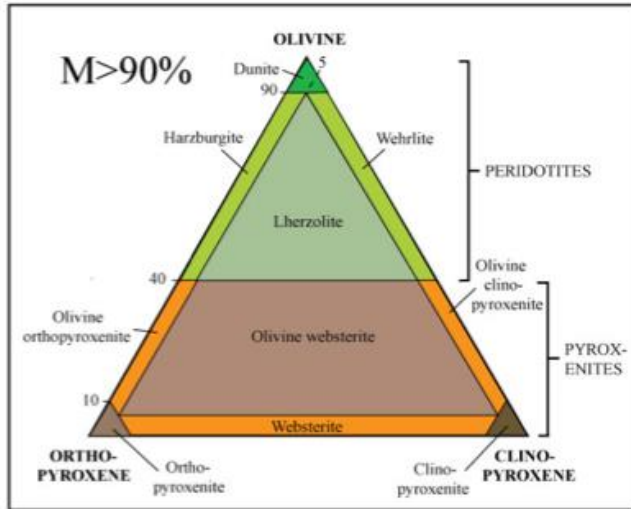 M>90%
OLIVINE
Dunite
5
90
Harzburgite
Wehrlite
PERIDOTITES
Lherzolite
40
Olivine
clino-
pyroxenite
Olivine
orthopyroxenite
Olivine websterite
PYROX-
ENITES
10
Websterite
ORTHO-
PYROXENE
Ortho-
pyroxenite
Clino-
pyroxenite
CLINO-
PYROXENE